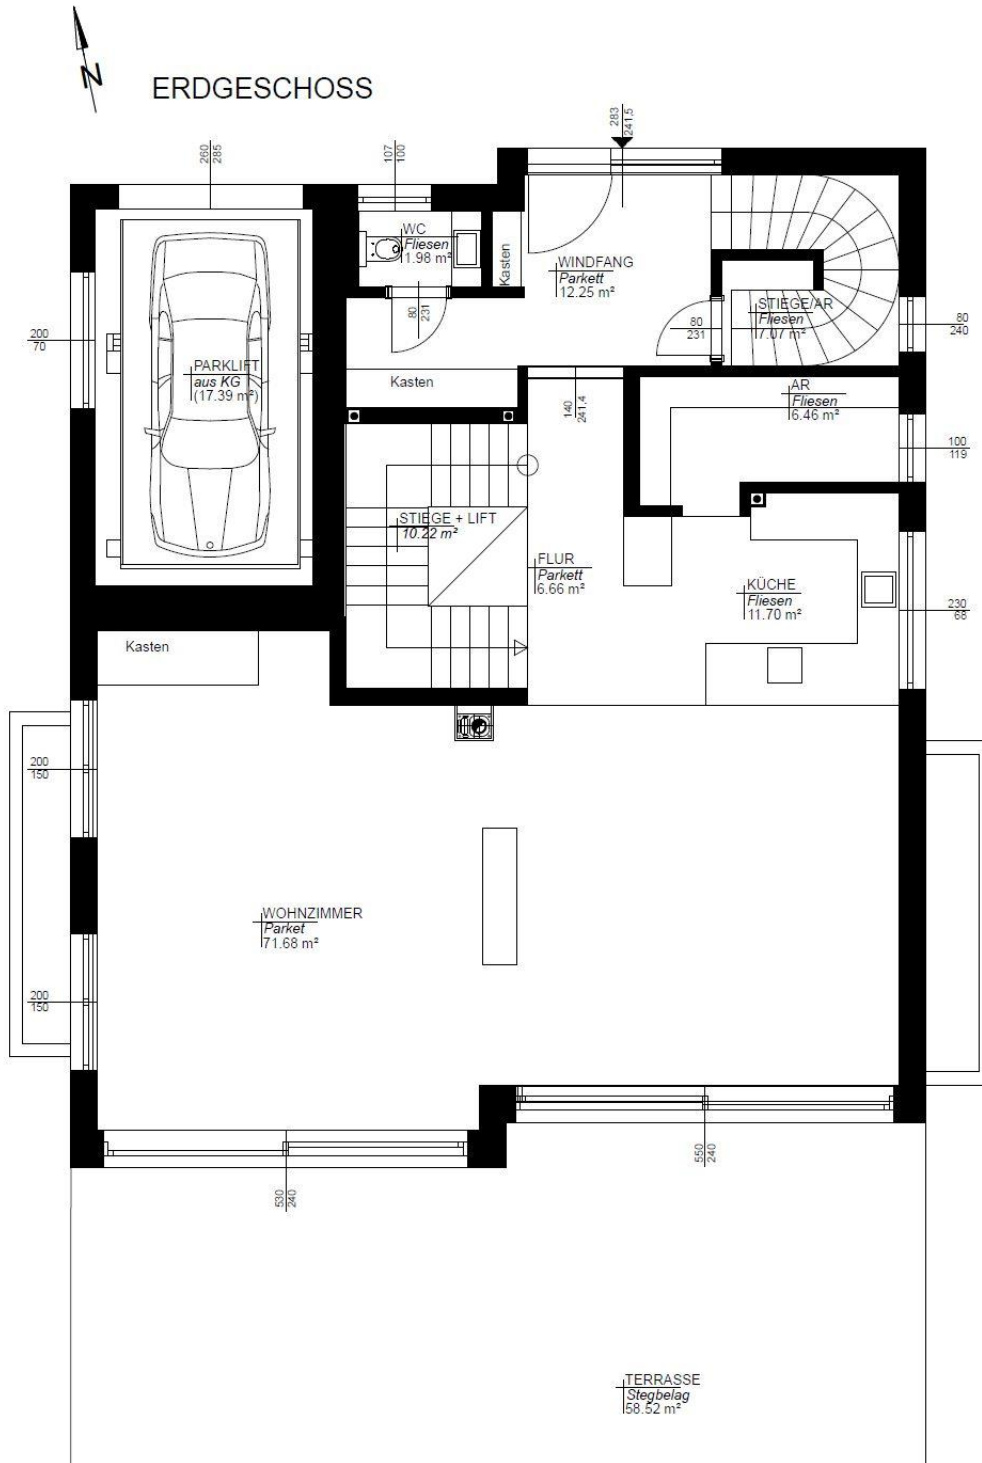 N
ERDGESCHOSS
283
241,5
260
285
107
100
WC
Fliesen
1.98 m²
Kasten
WINDFANG
Parkett
12.25 m²
80
231
80
231
STIEGE/AR
Fliesen
7.07 m²
80
240
200
70
PARKLIFT
aus KG
(17.39 m²)
Kasten
140
241,4
AR
Fliesen
6.46 m²
100
119
STIEGE + LIFT
10.22 m²
FLUR
Parkett
6.66 m²
KÜCHE
Fliesen
11.70 m²
230
68
Kasten
200
150
WOHNZIMMER
Parket
71.68 m²
200
150
550
240
530
240
TERRASSE
Stegbelag
58.52 m²